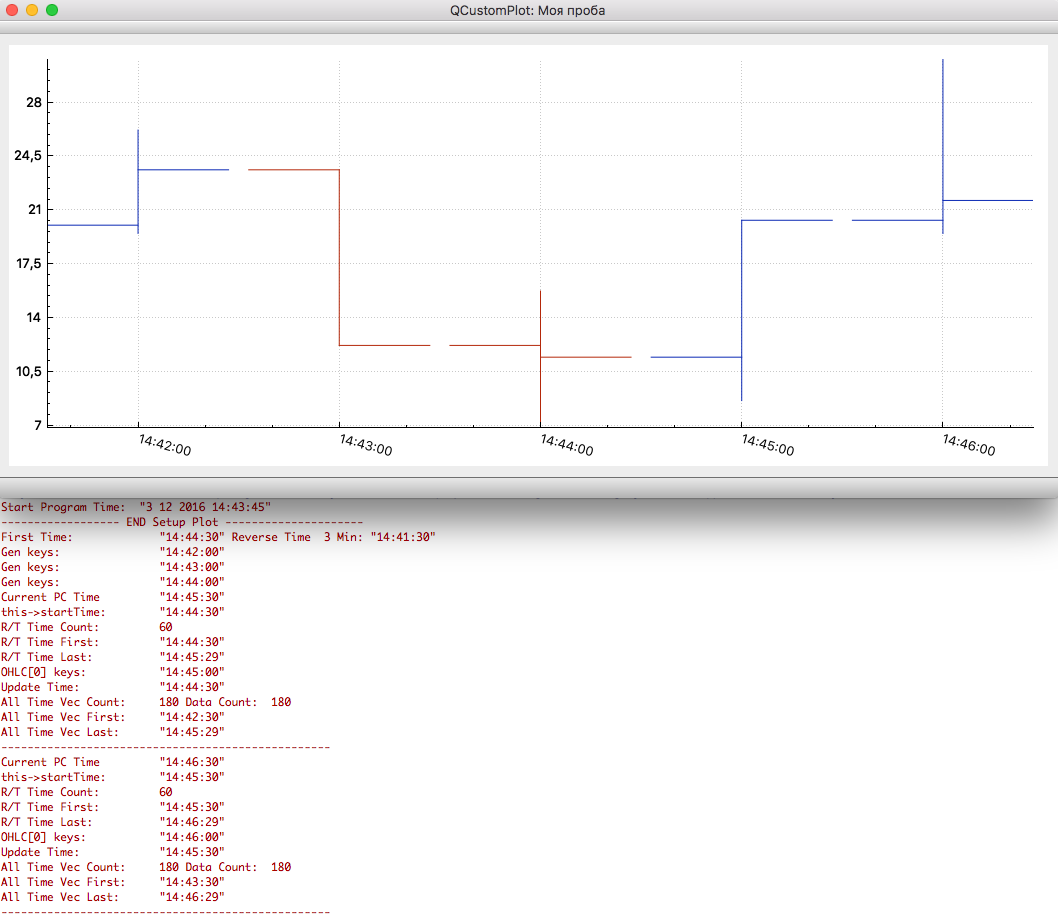 QCustomPlot: Моя проба
28
24,5
21
17,5
14
10,5
7
14:42:00
14:43:00
14:44:00
14:45:00
14:46:00
Start Program Time: "3 12 2016 14:43:45"
------------------ END Setup Plot ---------------------
First Time: "14:44:30" Reverse Time 3 Min: "14:41:30"
Gen keys: "14:42:00"
Gen keys: "14:43:00"
Gen keys: "14:44:00"
Current PC Time "14:45:30"
this->startTime: "14:44:30"
R/T Time Count: 60
R/T Time First: "14:44:30"
R/T Time Last: "14:45:29"
OHLC[0] keys: "14:45:00"
Update Time: "14:44:30"
All Time Vec Count: 180 Data Count: 180
All Time Vec First: "14:42:30"
All Time Vec Last: "14:45:29"
--------------------------------------------------
Current PC Time "14:46:30"
this->startTime: "14:45:30"
R/T Time Count: 60
R/T Time First: "14:45:30"
R/T Time Last: "14:46:29"
OHLC[0] keys: "14:46:00"
Update Time: "14:45:30"
All Time Vec Count: 180 Data Count: 180
All Time Vec First: "14:43:30"
All Time Vec Last: "14:46:29"
--------------------------------------------------